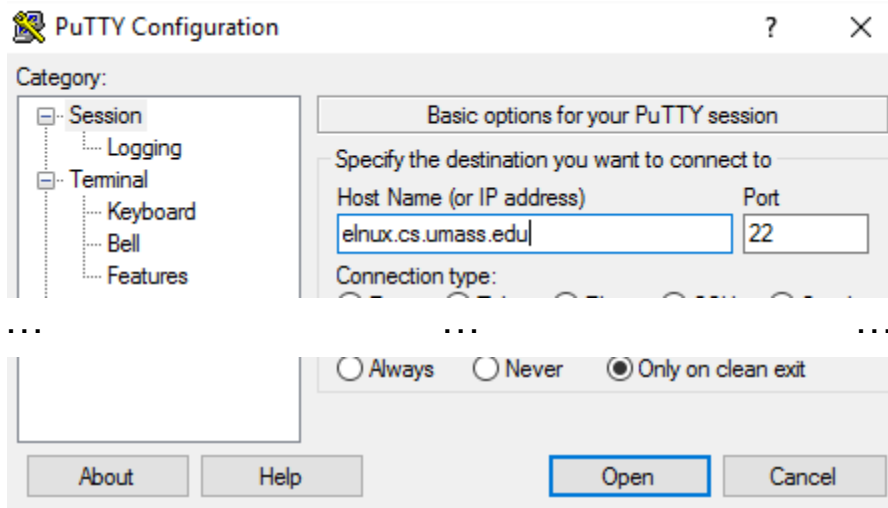 PuTTY Configuration ? ×
Category:
Session
Logging
Terminal
Keyboard
Bell
Features
Basic options for your PuTTY session
Specify the destination you want to connect to
Host Name (or IP address) Port
elnux.cs.umass.edu 22
Connection type:
... ... ...
Always Never Only on clean exit
About Help Open Cancel